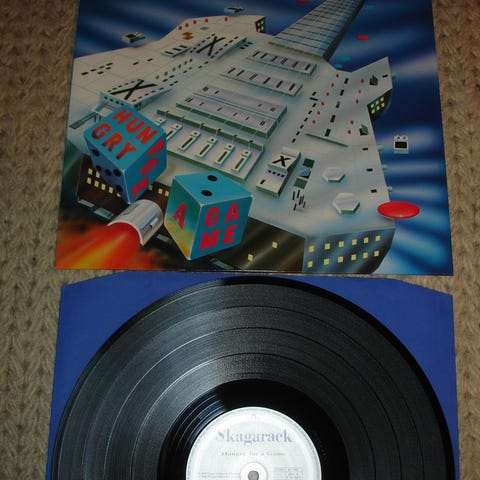 HUN
GRY
FOR
A
GA
ME
X
X
X
Skagarack
Hungry for a Game